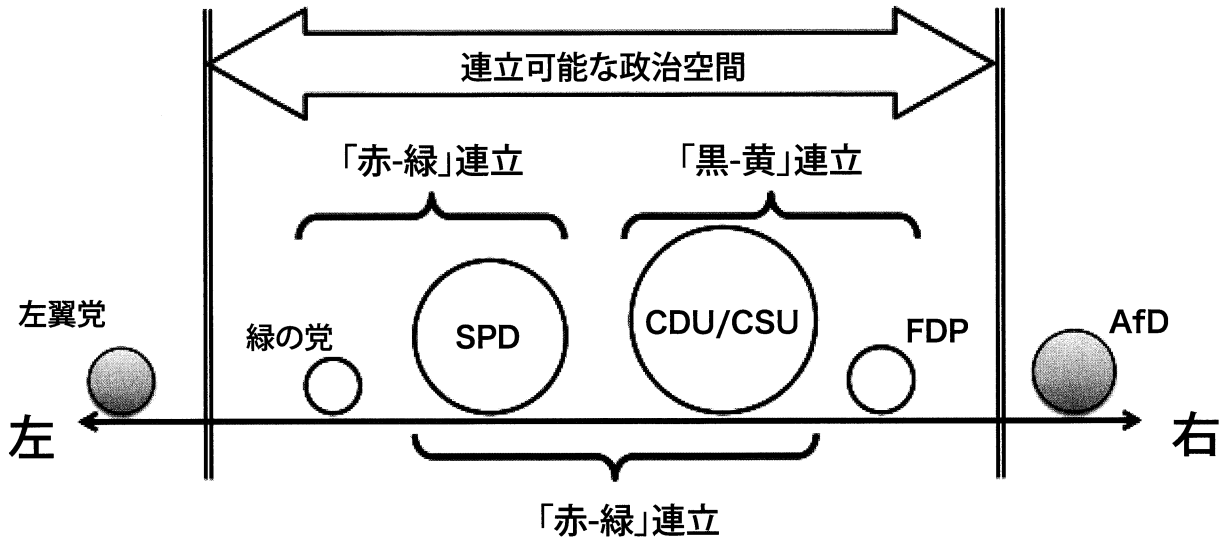 連立可能な政治空間
「赤-緑」連立
「黒-黄」連立
左翼党
緑の党
SPD
CDU/CSU
FDP
AfD
左
右
「赤-緑」連立